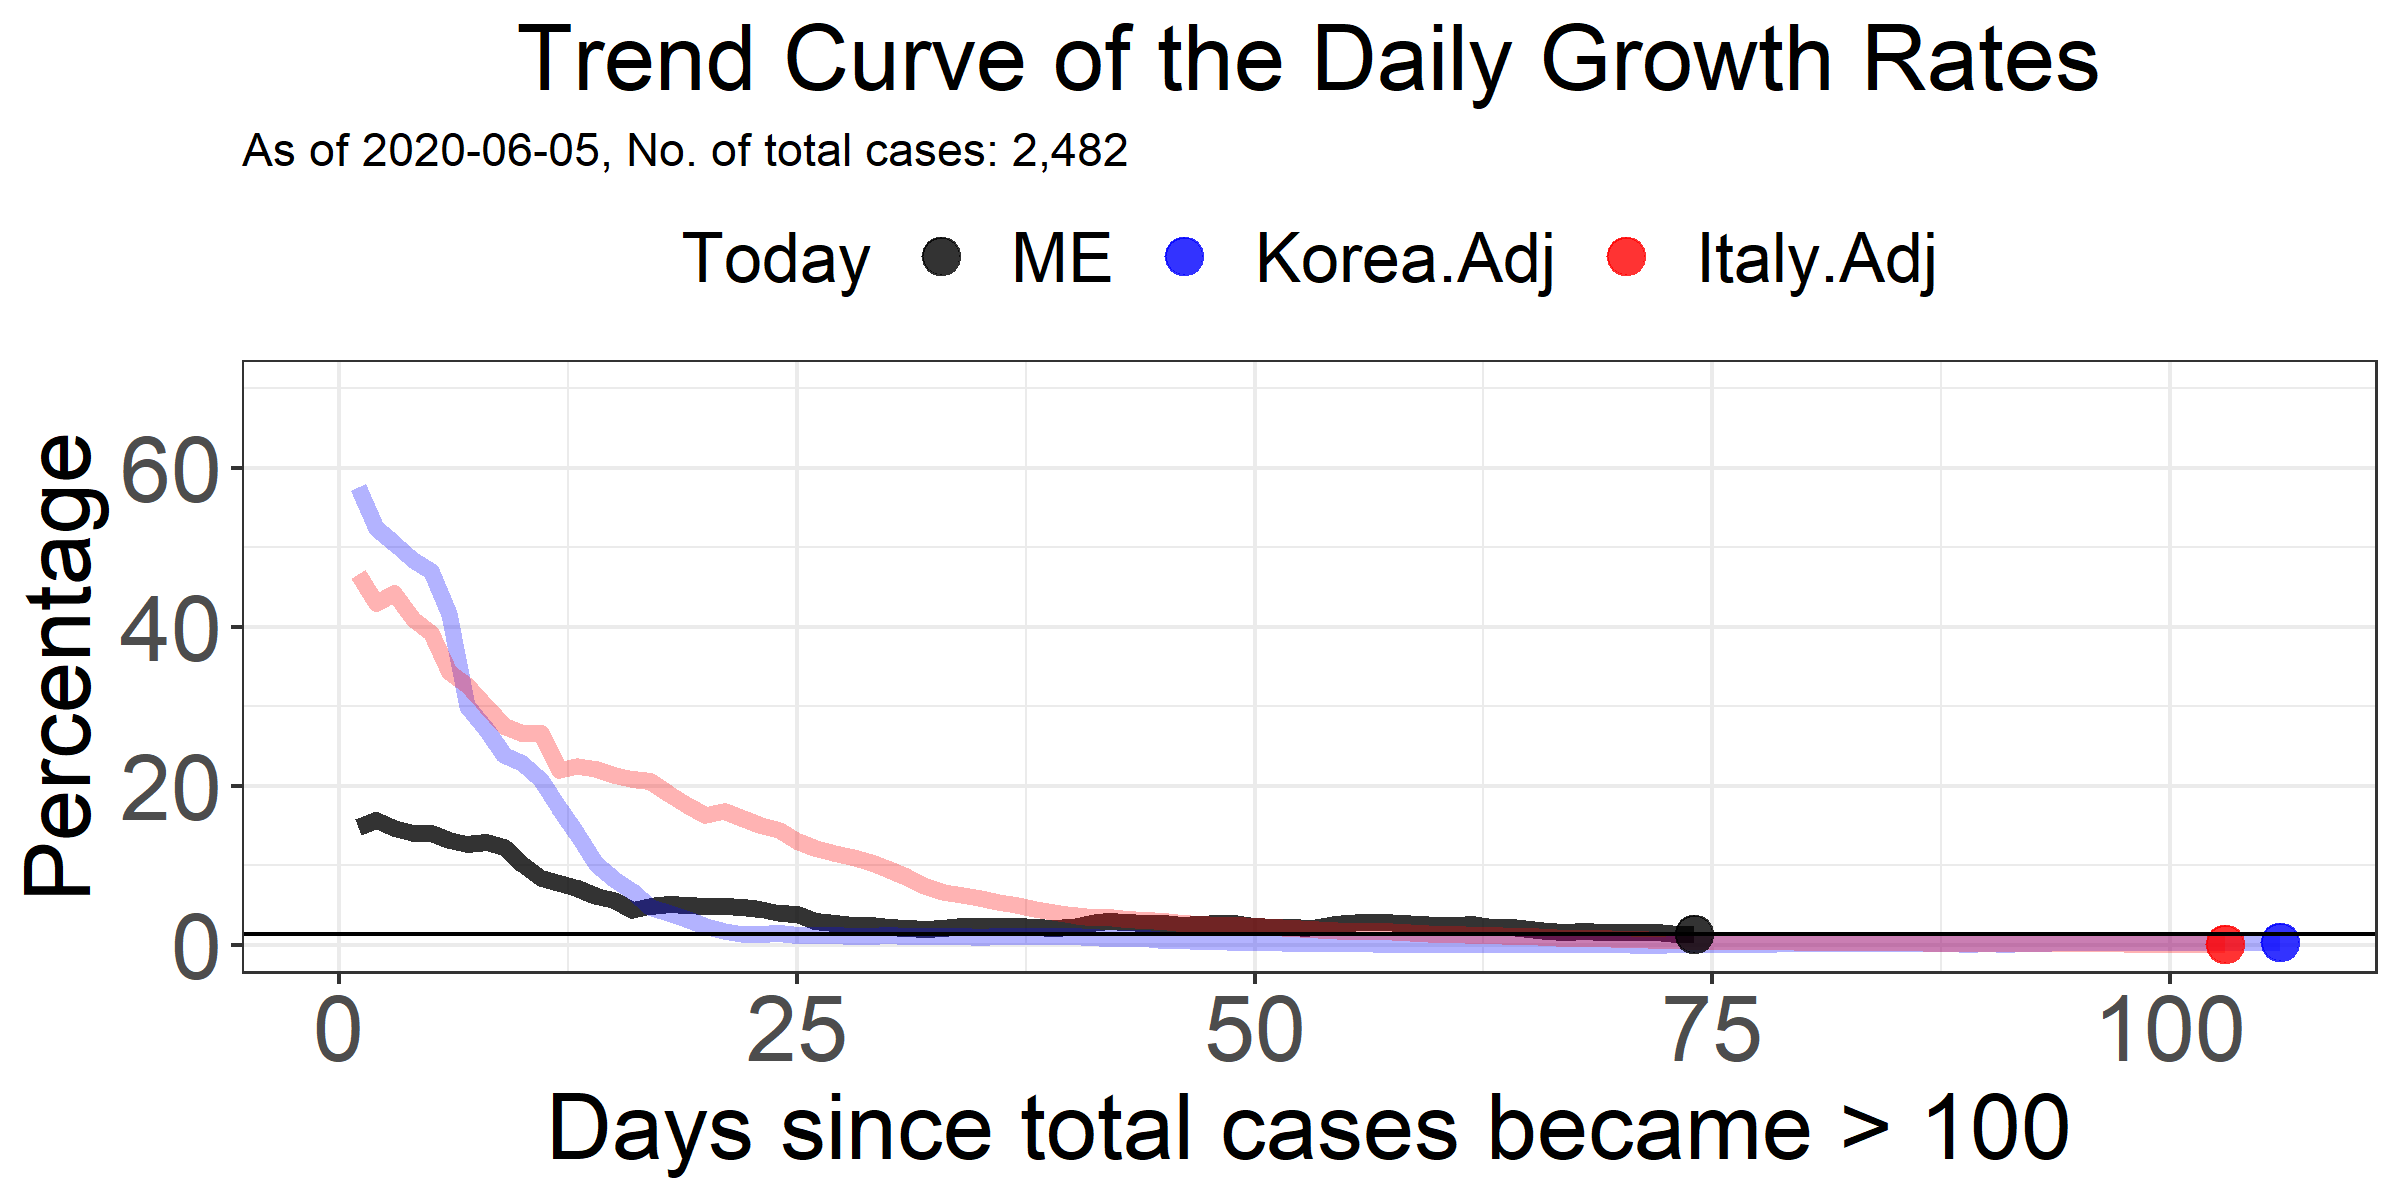 Trend Curve of the Daily Growth Rates
As of 2020-06-05, No. of total cases: 2,482
Today ME Korea.Adj Italy.Adj
Percentage
60
40
20
0
0 25 50 75 100
Days since total cases became > 100